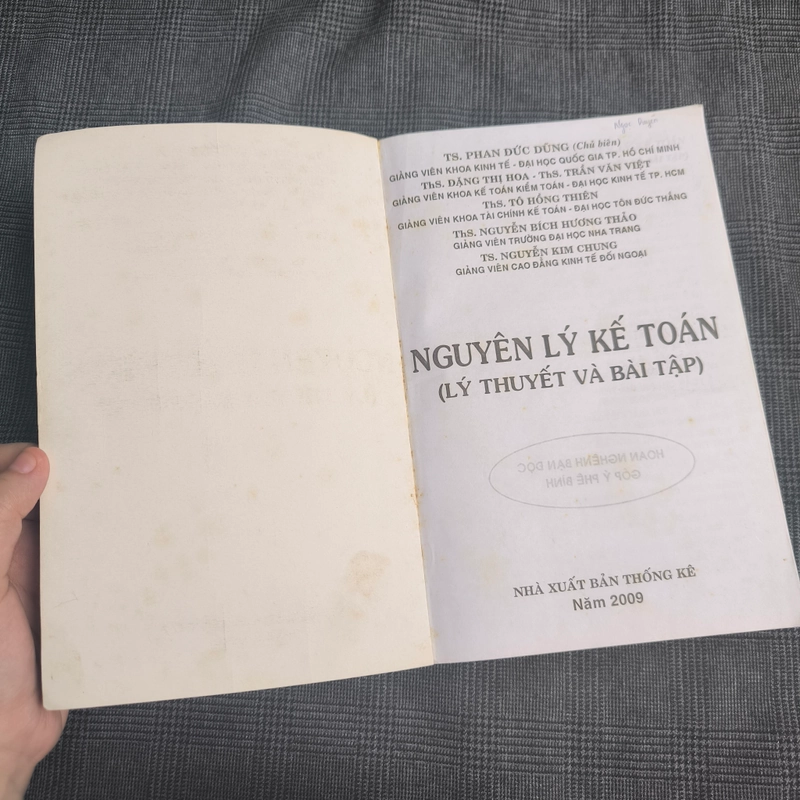 TS. PHAN ĐỨC DŨNG (Chủ biên)
GIẢNG VIÊN KHOA KINH TẾ - ĐẠI HỌC QUỐC GIA TP. HỒ CHÍ MINH
ThS. ĐẶNG THỊ HOA - ThS. TRẦN VĂN VIỆT
GIẢNG VIÊN KHOA KẾ TOÁN KIỂM TOÁN - ĐẠI HỌC KINH TẾ TP. HCM
ThS. TÔ HỒNG THIÊN
GIẢNG VIÊN KHOA TÀI CHÍNH KẾ TOÁN - ĐẠI HỌC TÔN ĐỨC THẮNG
ThS. NGUYỄN BÍCH HƯƠNG THẢO
GIẢNG VIÊN TRƯỜNG ĐẠI HỌC NHA TRANG
TS. NGUYỄN KIM CHUNG
GIẢNG VIÊN CAO ĐẲNG KINH TẾ ĐỐI NGOẠI
NGUYÊN LÝ KẾ TOÁN
(LÝ THUYẾT VÀ BÀI TẬP)
HOAN NGHÊNH BẠN ĐỌC
GÓP Ý PHÊ BÌNH
NHÀ XUẤT BẢN THỐNG KÊ
Năm 2009